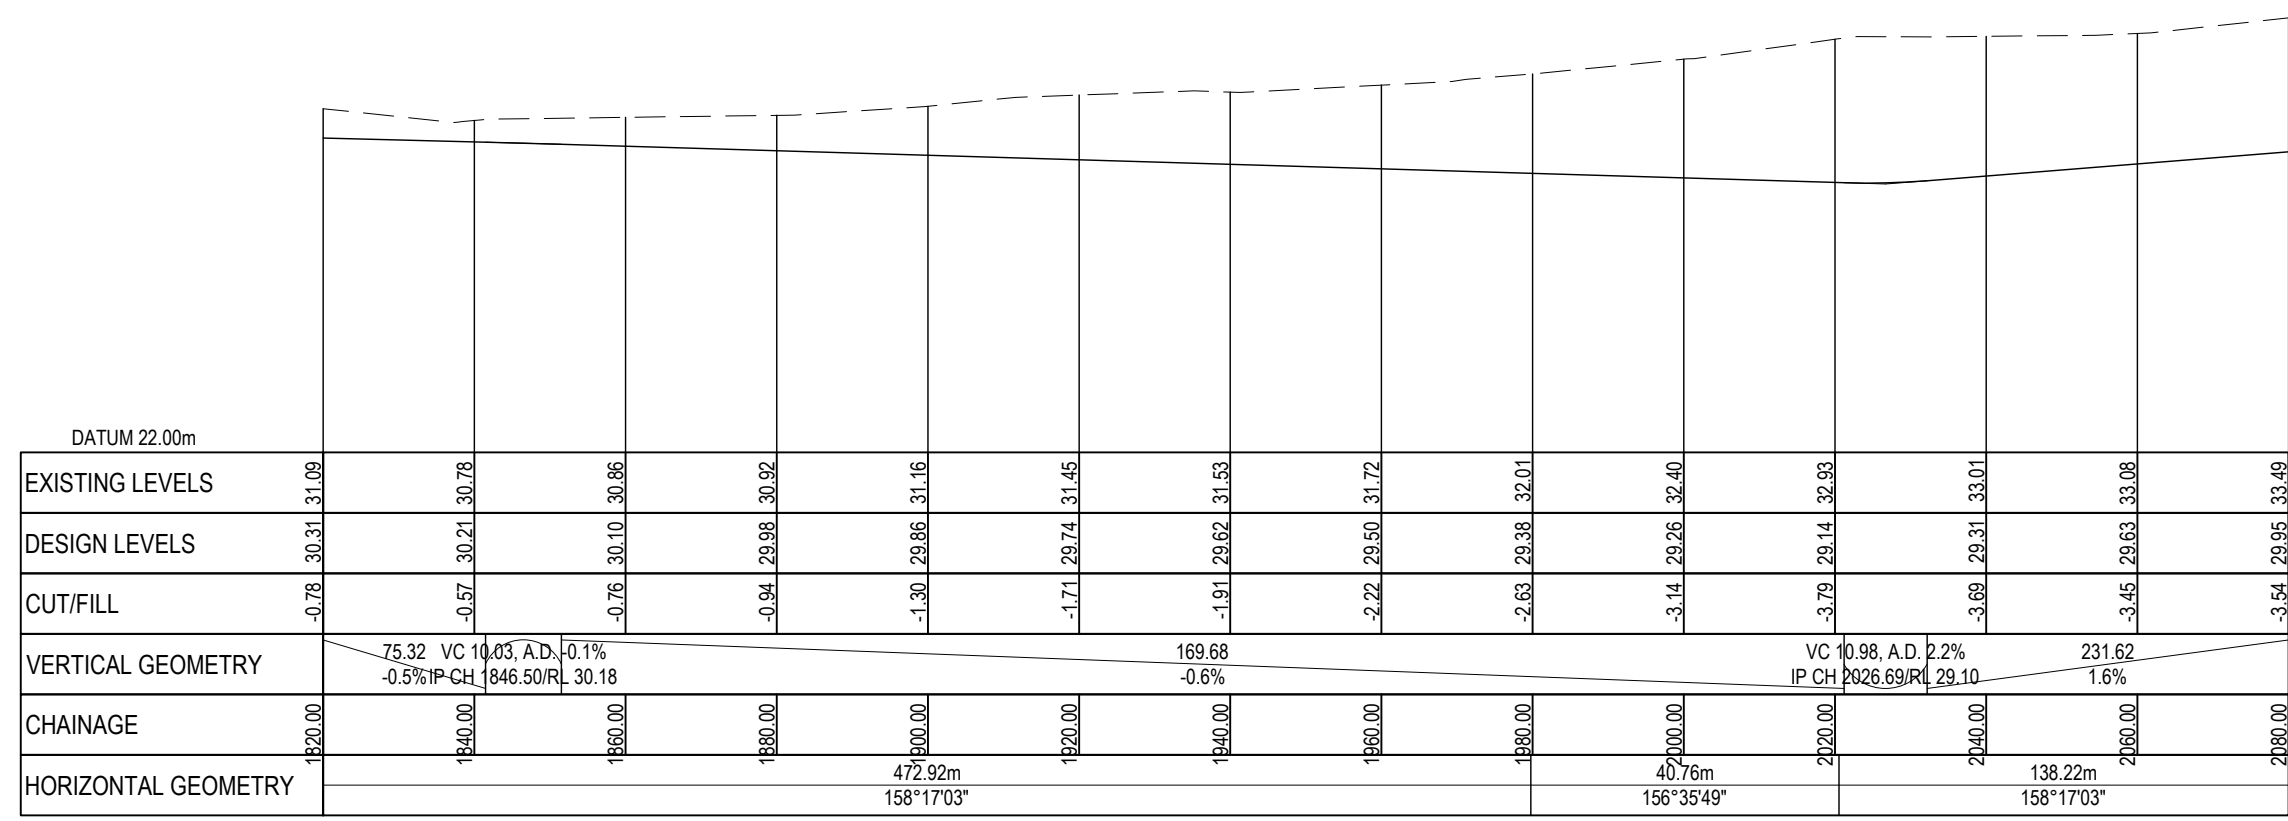 DATUM 22.00m
EXISTING LEVELS 31.09 30.78 30.86 30.92 31.16 31.45 31.53 31.72 32.01 32.40 32.93 33.01 33.08 33.49
DESIGN LEVELS 30.31 30.21 30.10 29.98 29.86 29.74 29.62 29.50 29.38 29.26 29.14 29.31 29.63 29.95
CUT/FILL -0.78 -0.57 -0.76 -0.94 -1.30 -1.71 -1.91 -2.22 -2.63 -3.14 -3.79 -3.69 -3.45 -3.54
VERTICAL GEOMETRY
75.32 VC 10.03, A.D. -0.1% 169.68 VC 10.98, A.D. 2.2% 231.62
-0.5% IP CH 1846.50/RL 30.18 -0.6% IP CH 2026.69/RL 29.10 1.6%
CHAINAGE 1820.00 1840.00 1860.00 1880.00 1900.00 1920.00 1940.00 1960.00 1980.00 2000.00 2020.00 2040.00 2060.00 2080.00
HORIZONTAL GEOMETRY
472.92m 40.76m 138.22m
158°17'03" 156°35'49" 158°17'03"